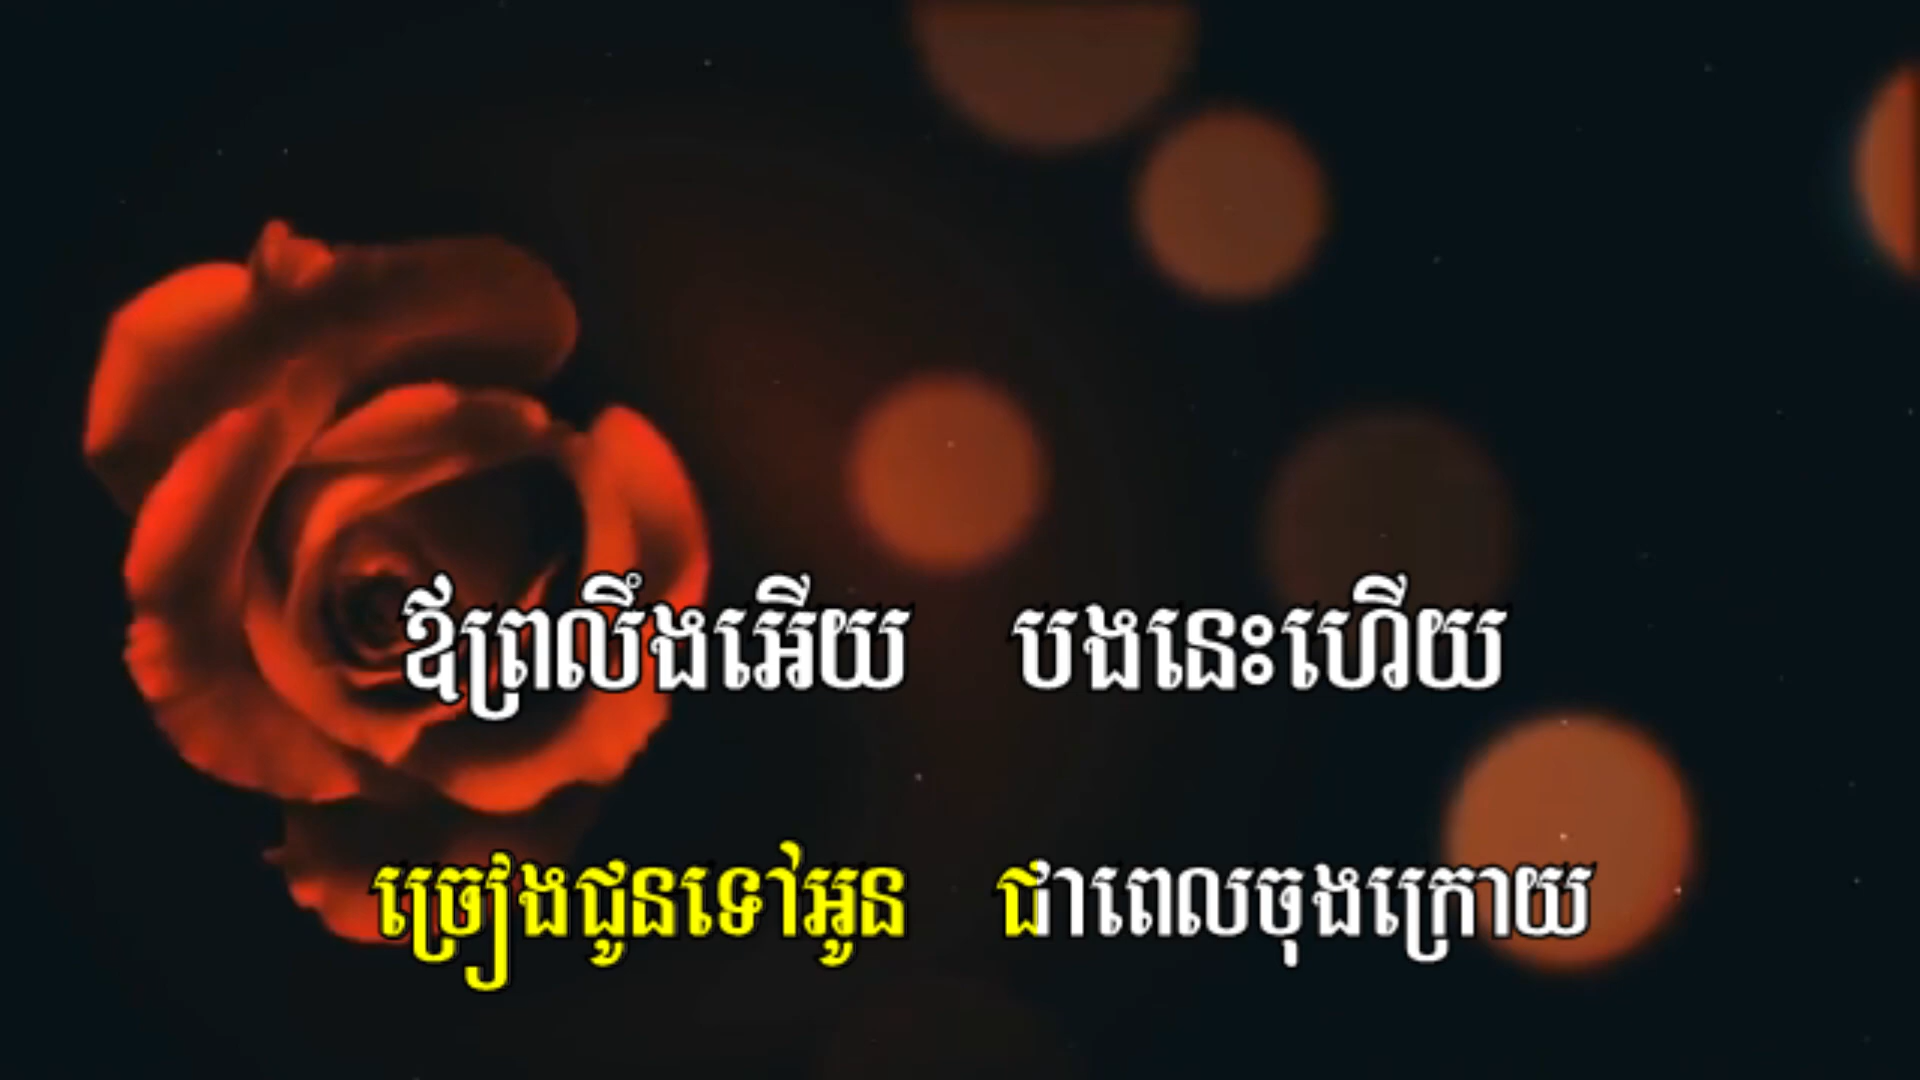 ឪព្រលឹងអើយ បងនេះហើយ
ច្រៀងជូនទៅអូន ជាពេលចុងក្រោយ